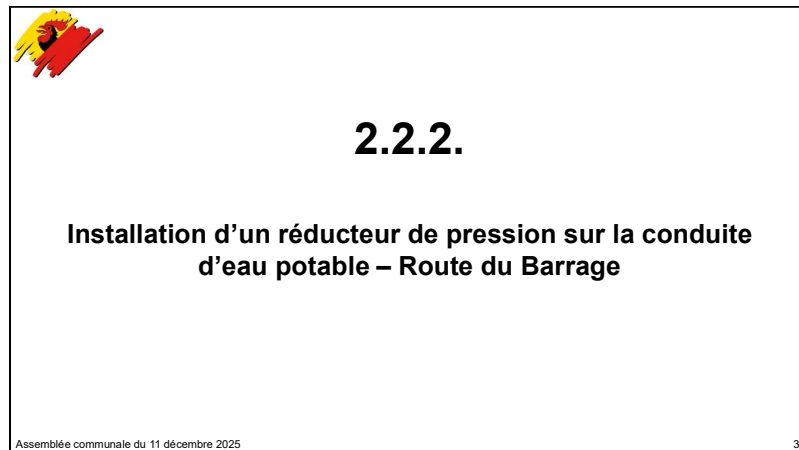 2.2.2.
Installation d’un réducteur de pression sur la conduite
d’eau potable – Route du Barrage
Assemblée communale du 11 décembre 2025
3